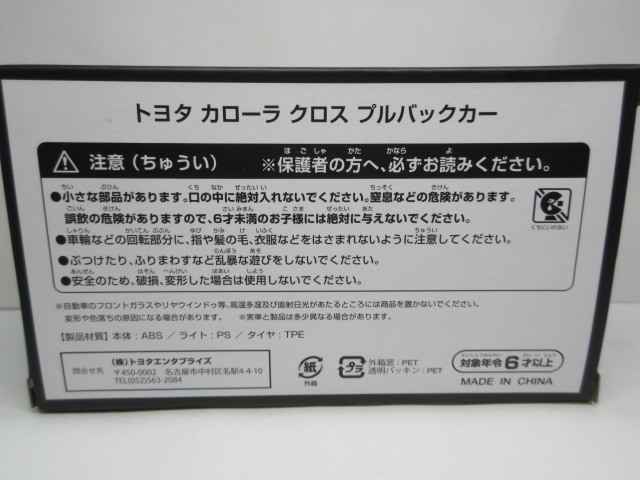 トヨタ カローラ クロス プルバックカー
注意（ちゅうい） ※保護者の方へ、必ずお読みください。
●小さな部品があります。口の中に絶対入れないでください。窒息などの危険があります。
誤飲の危険がありますので、6才未満のお子様には絶対に与えないでください。
●車輪などの回転部分に、指や髪の毛、衣服などをはさまれないように注意してください。
●ぶつけたり、ふりまわすなど乱暴な遊びをしないでください。
●安全のため、破損、変形した場合は使用しないでください。
くちにいれない
※自動車のフロントガラスやリヤウインドゥ等、高温多湿及び直射日光があたるところには商品を置かないでください。
変形や色落ちの原因になる場合があります。 ※実車と製品は多少異なる場合があります。
【製品材質】本体：ABS ／ ライト：PS ／ タイヤ：TPE
問合せ先
（株）トヨタエンタプライズ
〒450-0002 名古屋市中村区名駅4-4-10
TEL(052)563-2084
紙
外箱
プラ
外箱窓：PET
透明パッキン：PET
対象年令6才以上
MADE IN CHINA